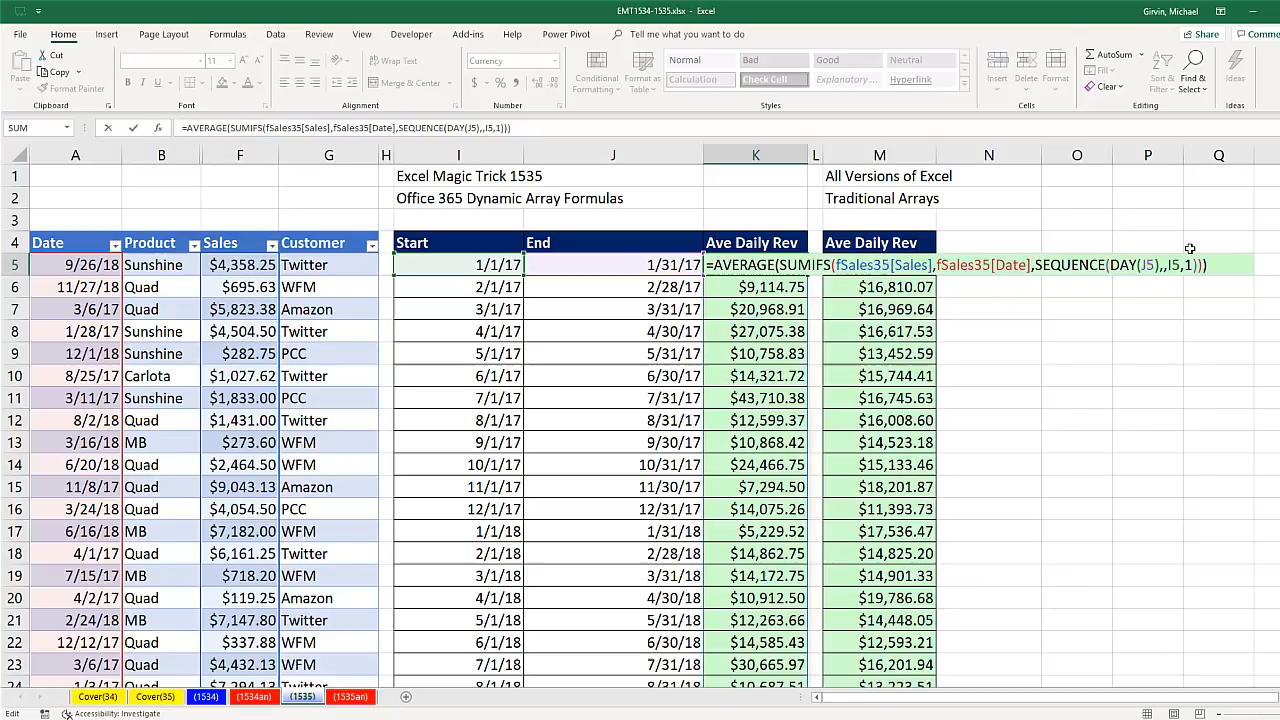 EMT1534-1535.xlsx - Excel
Girvin, Michael
File Home Insert Page Layout Formulas Data Review View Developer Add-ins Help Power Pivot Tell me what you want to do Share Comme
Cut
Copy
Format Painter
Paste
Clipboard
11
B I U
Font
Wrap Text
Merge & Center
Alignment
Currency
$ %
Number
Conditional Formatting
Format as Table
Normal Bad Good Neutral
Calculation Check Cell Explanatory ... Hyperlink
Styles
Insert Delete Format
Cells
AutoSum
Fill
Clear
Sort & Filter
Find & Select
Editing
Ideas
Ideas
SUM
fx
=AVERAGE(SUMIFS(fSales35[Sales],fSales35[Date],SEQUENCE(DAY(J5),,I5,1)))
A B F G H I J K L M N O P Q
1 Excel Magic Trick 1535 All Versions of Excel
2 Office 365 Dynamic Array Formulas Traditional Arrays
3
4 Date Product Sales Customer Start End Ave Daily Rev Ave Daily Rev
5 9/26/18 Sunshine $4,358.25 Twitter 1/1/17 1/31/17 =AVERAGE(SUMIFS(fSales35[Sales],fSales35[Date],SEQUENCE(DAY(J5),,I5,1)))
6 11/27/18 Quad $695.63 WFM 2/1/17 2/28/17 $9,114.75 $16,810.07
7 3/6/17 Quad $5,823.38 Amazon 3/1/17 3/31/17 $20,968.91 $16,969.64
8 1/28/17 Sunshine $4,504.50 Twitter 4/1/17 4/30/17 $27,075.38 $16,617.53
9 12/1/18 Sunshine $282.75 PCC 5/1/17 5/31/17 $10,758.83 $13,452.59
10 8/25/17 Carlota $1,027.62 Twitter 6/1/17 6/30/17 $14,321.72 $15,744.41
11 3/11/17 Sunshine $1,833.00 PCC 7/1/17 7/31/17 $43,710.38 $16,745.63
12 8/2/18 Quad $1,431.00 Twitter 8/1/17 8/31/17 $12,599.37 $16,008.60
13 3/16/18 MB $273.60 WFM 9/1/17 9/30/17 $10,868.42 $14,523.18
14 6/20/18 Quad $2,464.50 WFM 10/1/17 10/31/17 $24,466.75 $15,133.46
15 11/8/17 Quad $9,043.13 Amazon 11/1/17 11/30/17 $7,294.50 $18,201.87
16 3/24/18 Quad $4,054.50 PCC 12/1/17 12/31/17 $14,075.26 $11,393.73
17 6/16/18 MB $7,182.00 WFM 1/1/18 1/31/18 $5,229.52 $17,536.47
18 4/1/17 Quad $6,161.25 Twitter 2/1/18 2/28/18 $14,862.75 $14,825.20
19 7/15/17 MB $718.20 WFM 3/1/18 3/31/18 $14,172.75 $14,901.33
20 4/2/17 Quad $119.25 Amazon 4/1/18 4/30/18 $10,912.50 $19,786.68
21 2/24/18 MB $7,147.80 Twitter 5/1/18 5/31/18 $12,263.66 $14,448.05
22 12/12/17 Quad $337.88 WFM 6/1/18 6/30/18 $14,585.43 $12,593.21
23 3/6/17 Quad $4,432.13 WFM 7/1/18 7/31/18 $30,665.97 $16,201.94
24 1/3/17 Quad $7,294.13 Twitter 8/1/18 8/31/18 $10,687.51 $13,223.51
Cover(34) Cover(35) (1534) (1534an) (1535) (1535an)
Edit Accessibility: Investigate